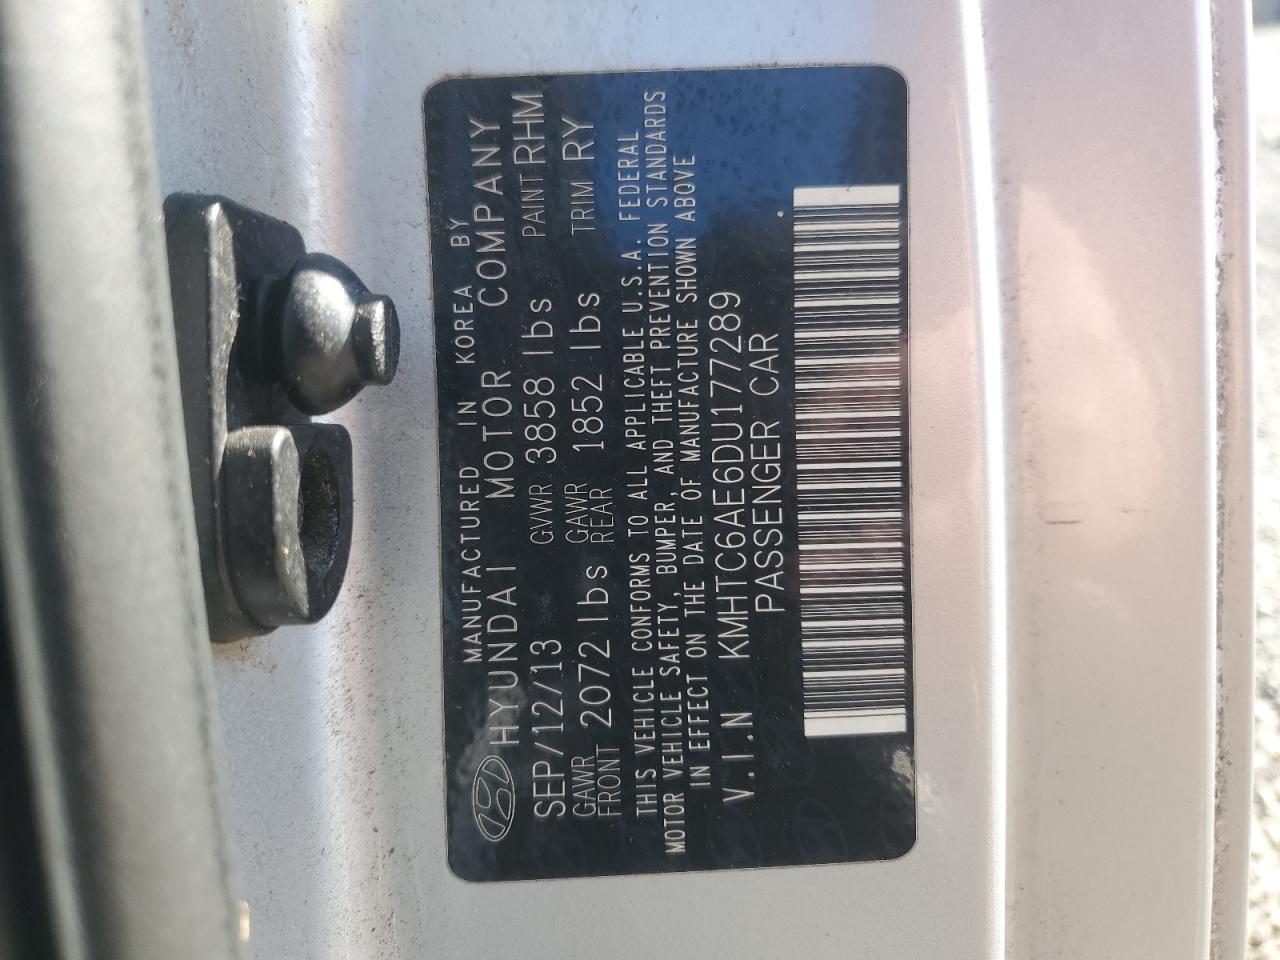 MANUFACTURED IN KOREA BY
HYUNDAI MOTOR COMPANY
SEP/12/13 GVWR 3858 lbs PAINT RHM
GAWR FRONT 2072 lbs GAWR REAR 1852 lbs TRIM RY
THIS VEHICLE CONFORMS TO ALL APPLICABLE U.S.A. FEDERAL
MOTOR VEHICLE SAFETY, BUMPER, AND THEFT PREVENTION STANDARDS
IN EFFECT ON THE DATE OF MANUFACTURE SHOWN ABOVE
V.I.N KMHTC6AE6DU177289
PASSENGER CAR